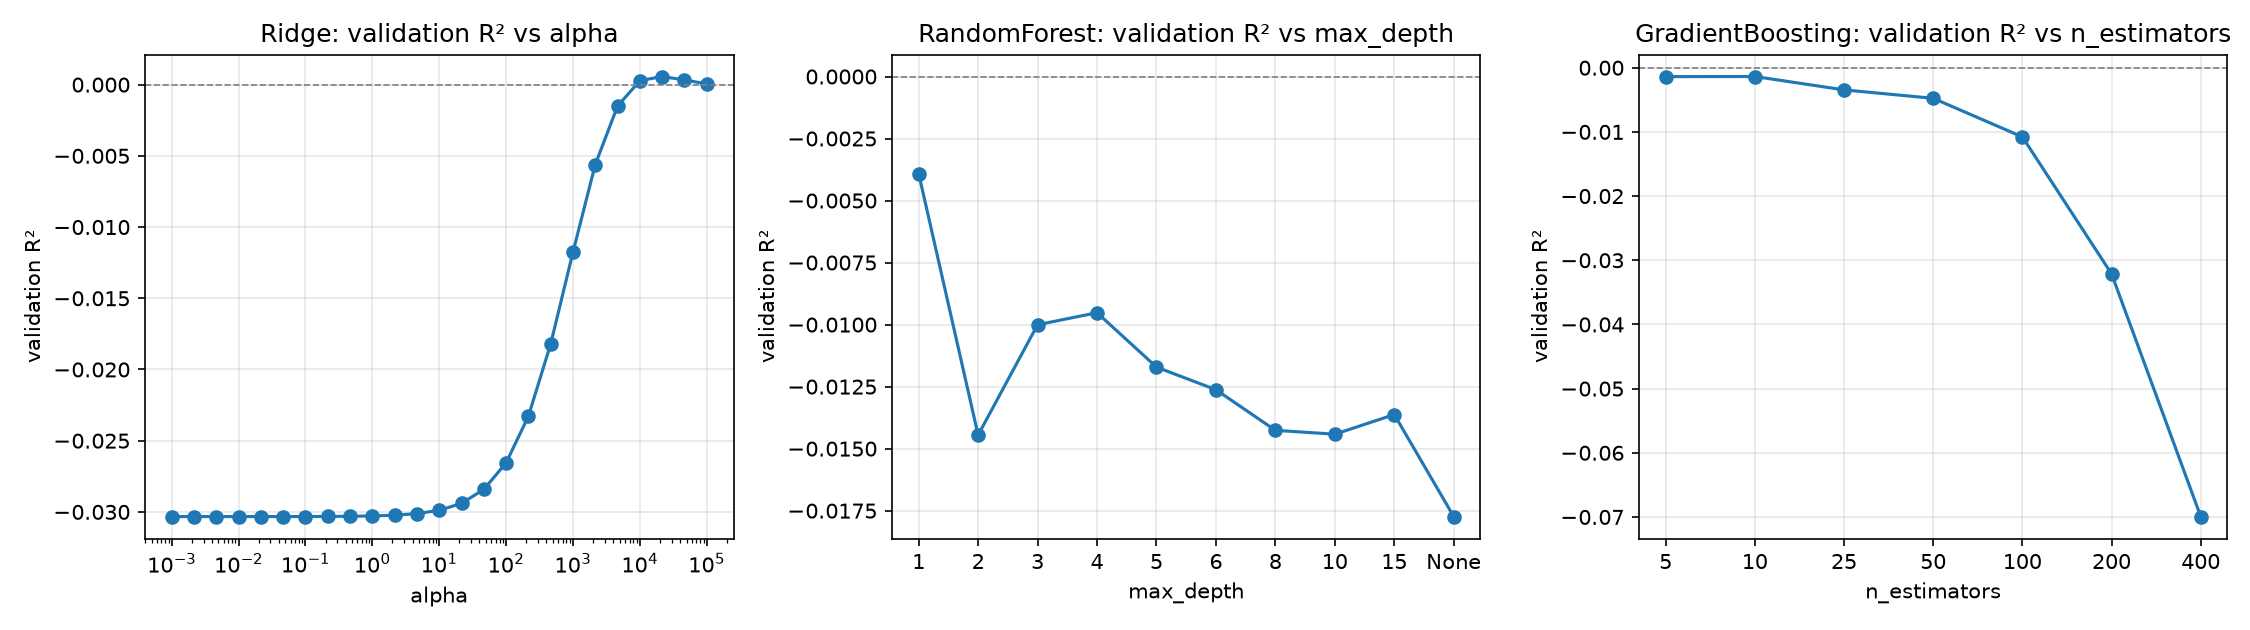 Ridge: validation R² vs alpha
0.000
−0.005
−0.010
−0.015
−0.020
−0.025
−0.030
validation R²
10⁻³ 10⁻² 10⁻¹ 10⁰ 10¹ 10² 10³ 10⁴ 10⁵
alpha
RandomForest: validation R² vs max_depth
0.0000
−0.0025
−0.0050
−0.0075
−0.0100
−0.0125
−0.0150
−0.0175
validation R²
1 2 3 4 5 6 8 10 15 None
max_depth
GradientBoosting: validation R² vs n_estimators
0.00
−0.01
−0.02
−0.03
−0.04
−0.05
−0.06
−0.07
validation R²
5 10 25 50 100 200 400
n_estimators